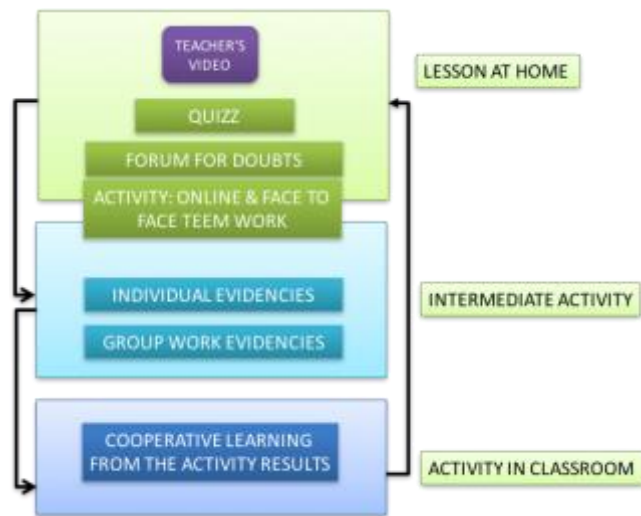 TEACHER'S
VIDEO
LESSON AT HOME
QUIZZ
FORUM FOR DOUBTS
ACTIVITY: ONLINE & FACE TO
FACE TEEM WORK
INDIVIDUAL EVIDENCIES
INTERMEDIATE ACTIVITY
GROUP WORK EVIDENCIES
COOPERATIVE LEARNING
FROM THE ACTIVITY RESULTS
ACTIVITY IN CLASSROOM